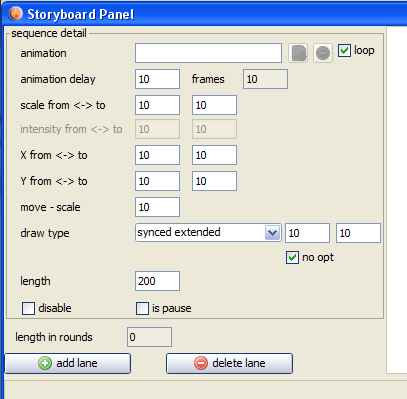 Storyboard Panel
sequence detail
animation loop
animation delay 10 frames 10
scale from <-> to 10 10
intensity from <-> to 10 10
X from <-> to 10 10
Y from <-> to 10 10
move - scale 10
draw type synced extended 10 10
no opt
length 200
disable is pause
length in rounds 0
add lane delete lane